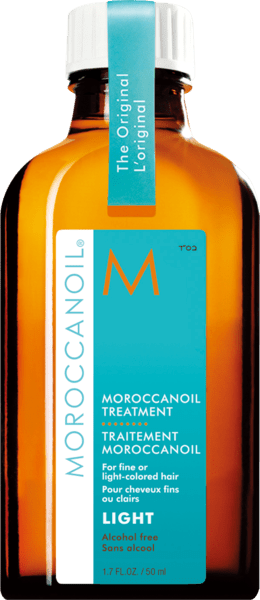 The Original
L'original
MOROCCANOIL®
M
MOROCCANOIL
TREATMENT
TRAITEMENT
MOROCCANOIL
For fine or
light-colored hair
Pour cheveux fins
ou clairs
LIGHT
Alcohol free
Sans alcool
1.7 FL.OZ / 50 ml